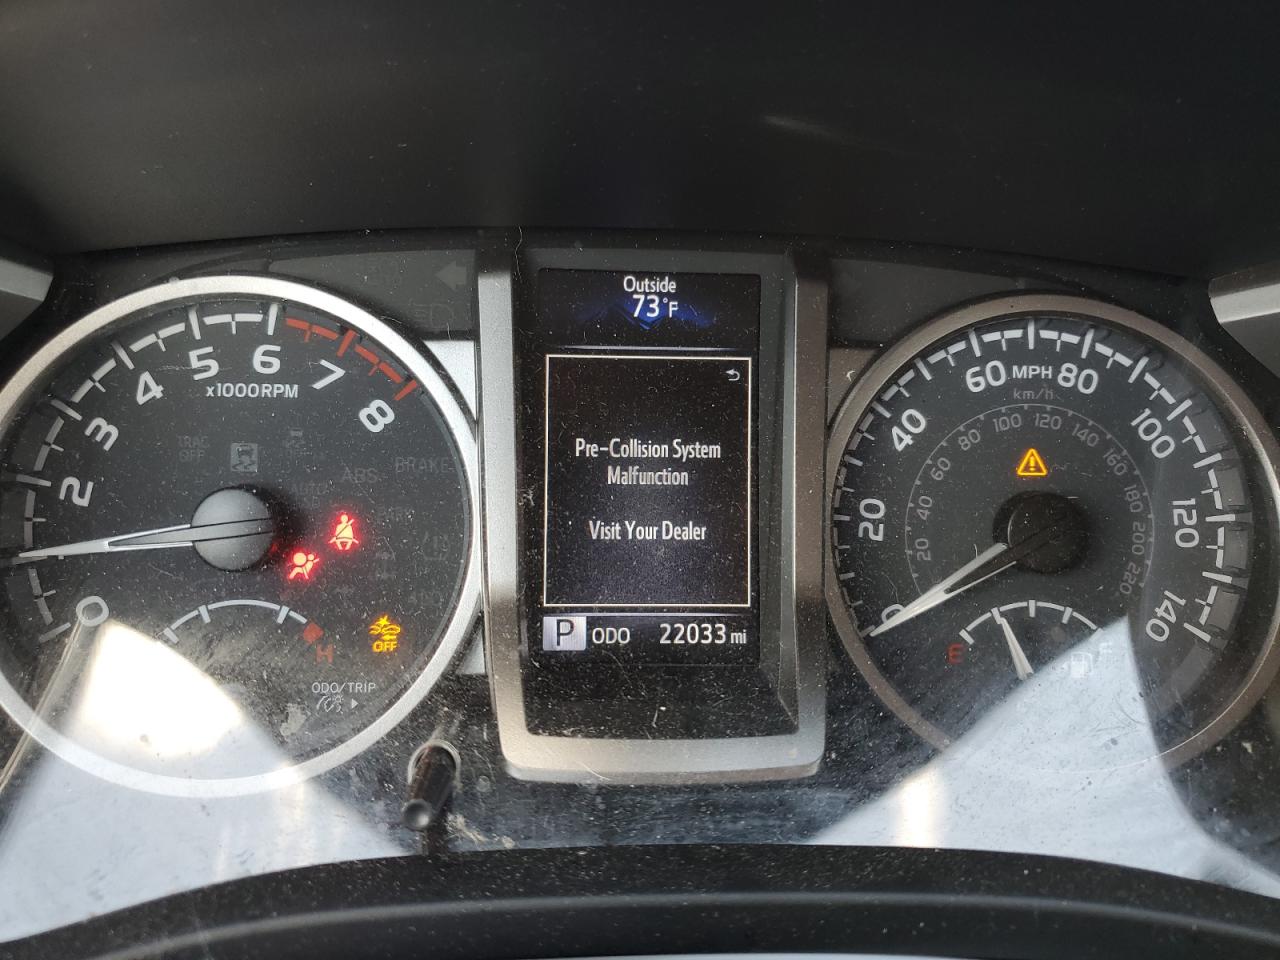 Outside
73°F
Pre-Collision System
Malfunction
Visit Your Dealer
P ODO 22033 mi
0
2
3
4
5
6
7
8
x1000RPM
TRAC
OFF
ABS
BRAKE
H
OFF
ODO/TRIP
0
20
40
60
MPH
80
100
120
140
km/h
20
40
60
80
100
120
140
160
180
200
220
E
F